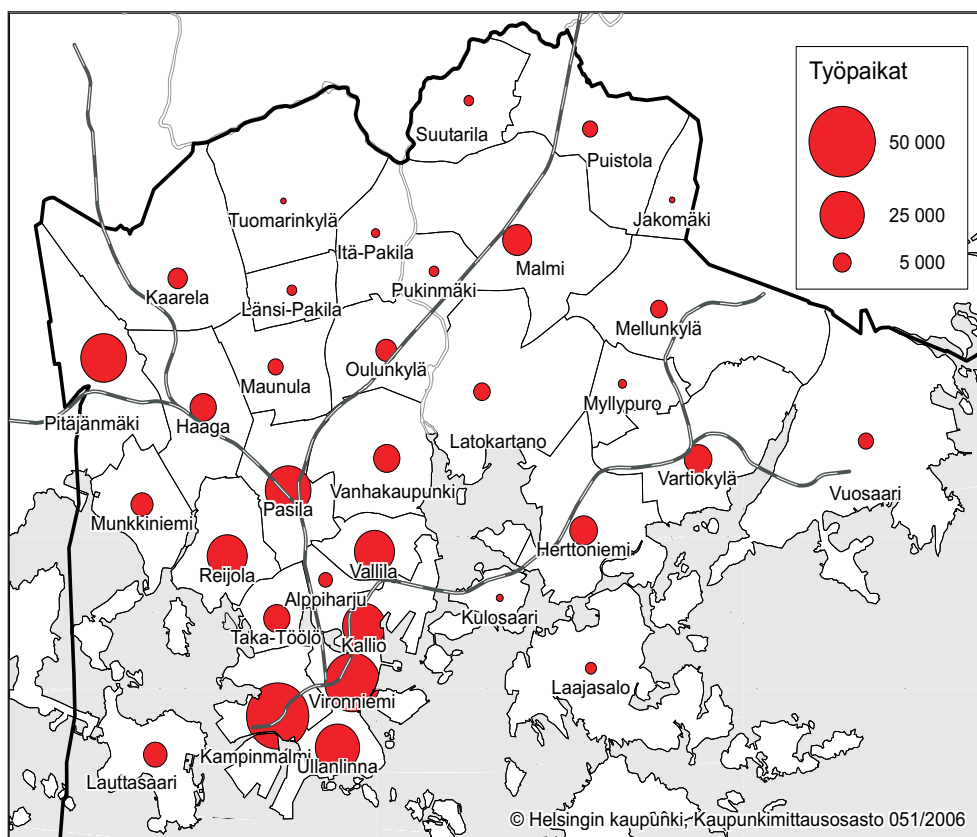 Työpaikat
50 000
25 000
5 000
Suutarila
Puistola
Tuomarinkylä
Jakomäki
Itä-Pakila
Malmi
Kaarela
Pukinmäki
Länsi-Pakila
Mellunkylä
Maunula
Oulunkylä
Myllypuro
Pitäjänmäki
Haaga
Latokartano
Vartiokylä
Vanhakaupunki
Vuosaari
Pasila
Munkkiniemi
Herttoniemi
Reijola
Vallila
Alppiharju
Kulosaari
Taka-Töölö
Kallio
Laajasalo
Vironniemi
Kampinmalmi
Ullanlinna
Lauttasaari
© Helsingin kaupunki, Kaupunkimittausosasto 051/2006